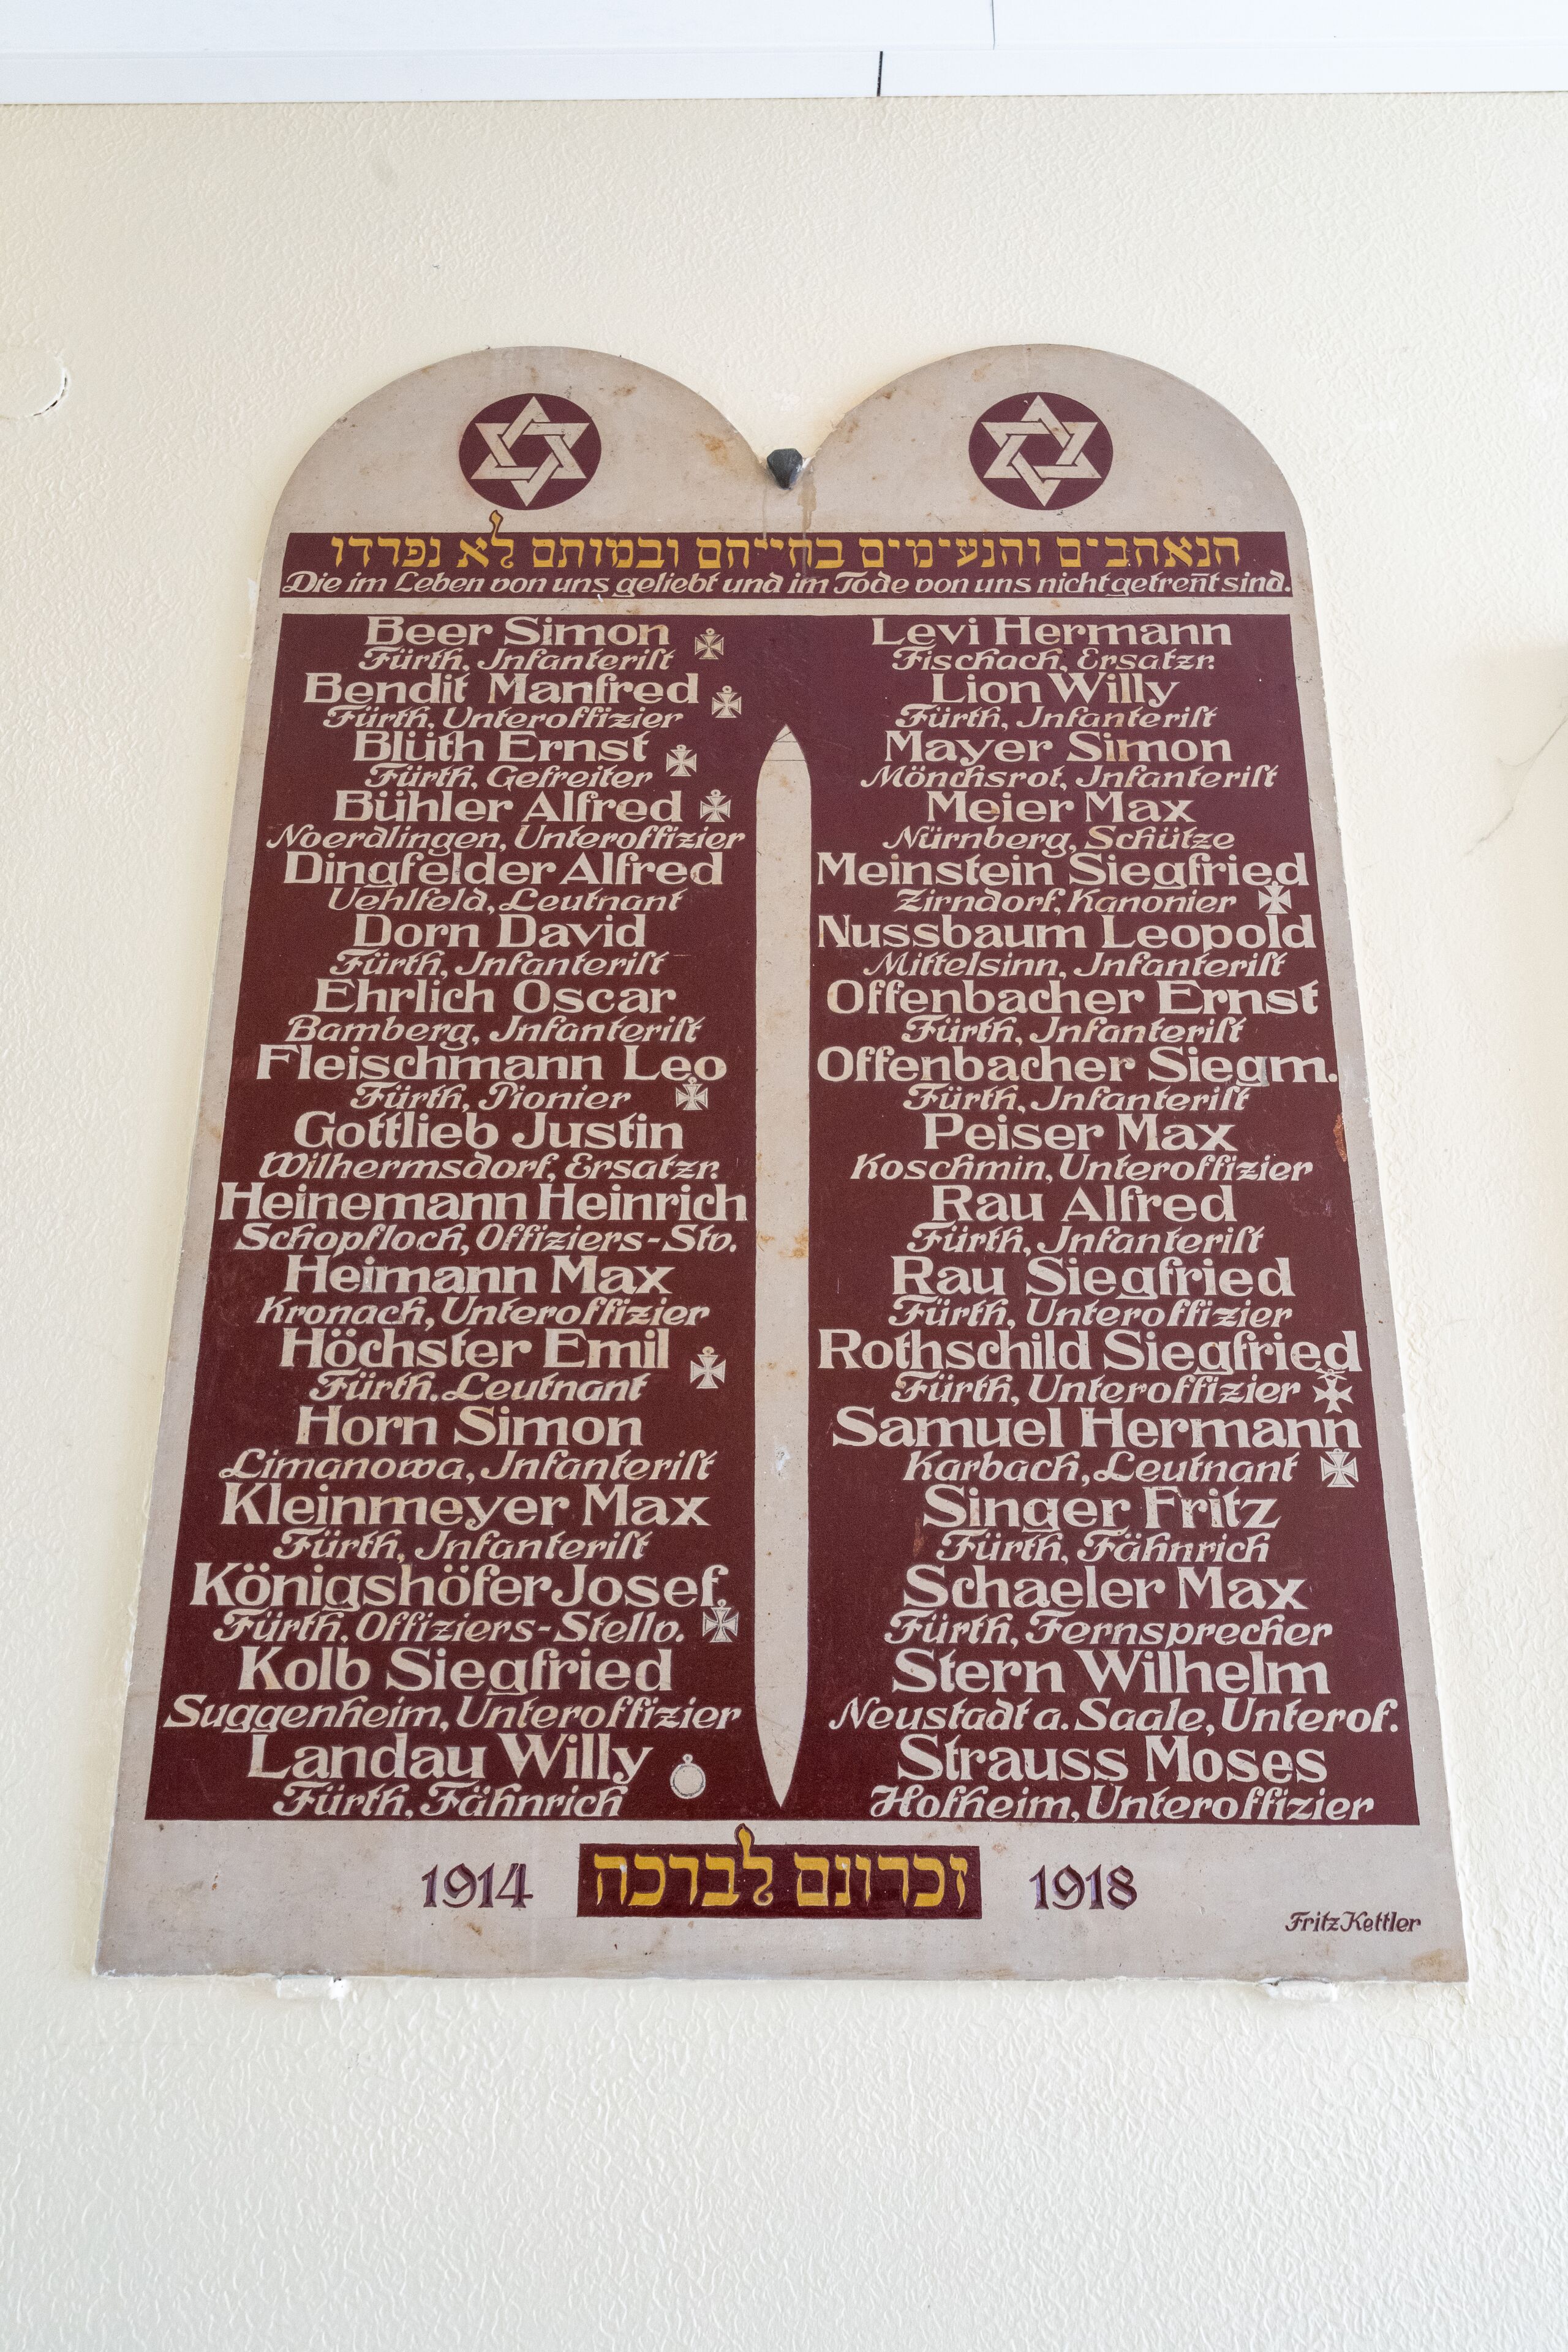 הנאהבים והנעימים בחייהם ובמותם לא נפרדו
Die im Leben von uns geliebt und im Tode von uns nicht getren̄t sind.
Beer Simon
Fürth, Infanterist
Bendit Manfred
Fürth, Unteroffizier
Blüth Ernst
Fürth, Gefreiter
Bühler Alfred
Noerdlingen, Unteroffizier
Dingfelder Alfred
Uehlfeld, Leutnant
Dorn David
Fürth, Infanterist
Ehrlich Oscar
Bamberg, Infanterist
Fleischmann Leo
Fürth, Pionier
Gottlieb Justin
Wilhermsdorf, Ersatzr.
Heinemann Heinrich
Schopfloch, Offiziers-Stv.
Heimann Max
Kronach, Unteroffizier
Höchster Emil
Fürth. Leutnant
Horn Simon
Limanowa, Infanterist
Kleinmeyer Max
Fürth, Infanterist
Königshöfer Josef
Fürth, Offiziers-Stellv.
Kolb Siegfried
Suggenheim, Unteroffizier
Landau Willy
Fürth, Fähnrich
Levi Hermann
Fischach, Ersatzr.
Lion Willy
Fürth, Infanterist
Mayer Simon
Mönchsrot, Infanterist
Meier Max
Nürnberg, Schütze
Meinstein Siegfried
Zirndorf, Kanonier
Nussbaum Leopold
Mittelsinn, Infanterist
Offenbacher Ernst
Fürth, Infanterist
Offenbacher Siegm.
Fürth, Infanterist
Peiser Max
Koschmin, Unteroffizier
Rau Alfred
Fürth, Infanterist
Rau Siegfried
Fürth, Unteroffizier
Rothschild Siegfried
Fürth, Unteroffizier
Samuel Hermann
Karbach, Leutnant
Singer Fritz
Fürth, Fähnrich
Schaeler Max
Fürth, Fernsprecher
Stern Wilhelm
Neustadt a. Saale, Unterof.
Strauss Moses
Hofheim, Unteroffizier
1914 זכרונם לברכה 1918
Fritz Kettler